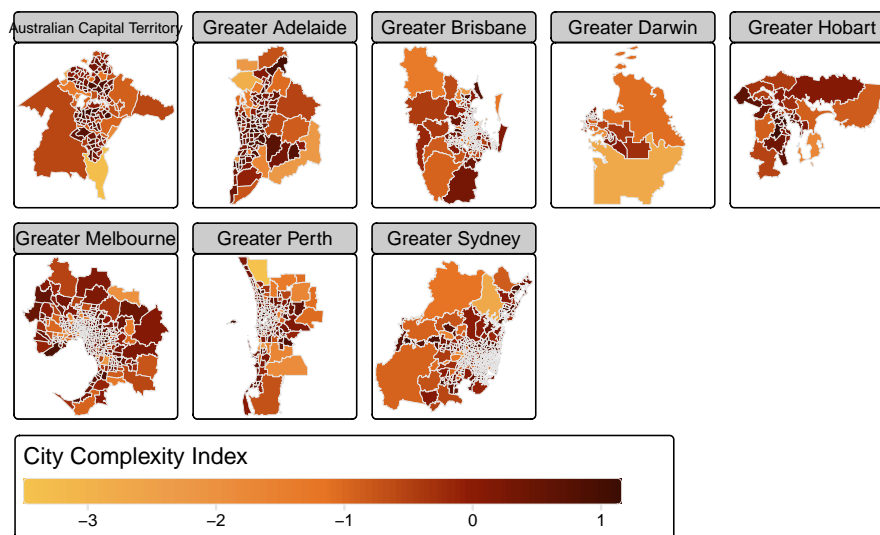 Australian Capital Territory
Greater Adelaide
Greater Brisbane
Greater Darwin
Greater Hobart
Greater Melbourne
Greater Perth
Greater Sydney
City Complexity Index
−3 −2 −1 0 1